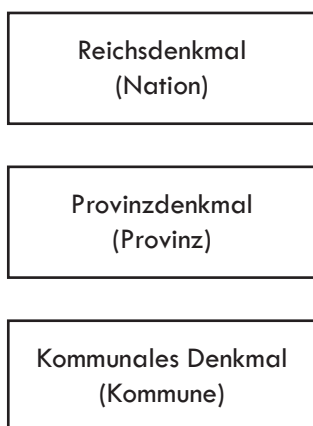 Reichsdenkmal
(Nation)
Provinzdenkmal
(Provinz)
Kommunales Denkmal
(Kommune)